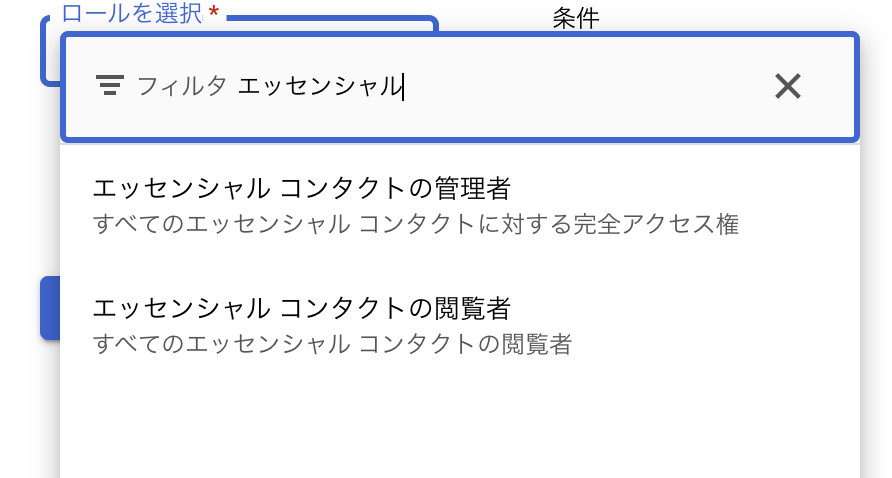 ロールを選択 *
条件
フィルタ エッセンシャル
エッセンシャル コンタクトの管理者
すべてのエッセンシャル コンタクトに対する完全アクセス権
エッセンシャル コンタクトの閲覧者
すべてのエッセンシャル コンタクトの閲覧者